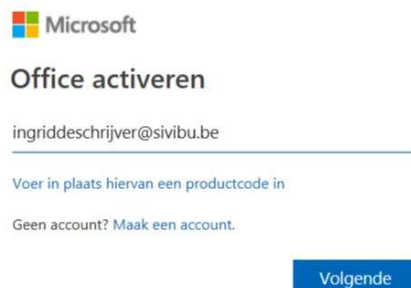 Microsoft
Office activeren
ingriddeschrijver@sivibu.be
Voer in plaats hiervan een productcode in
Geen account? Maak een account.
Volgende